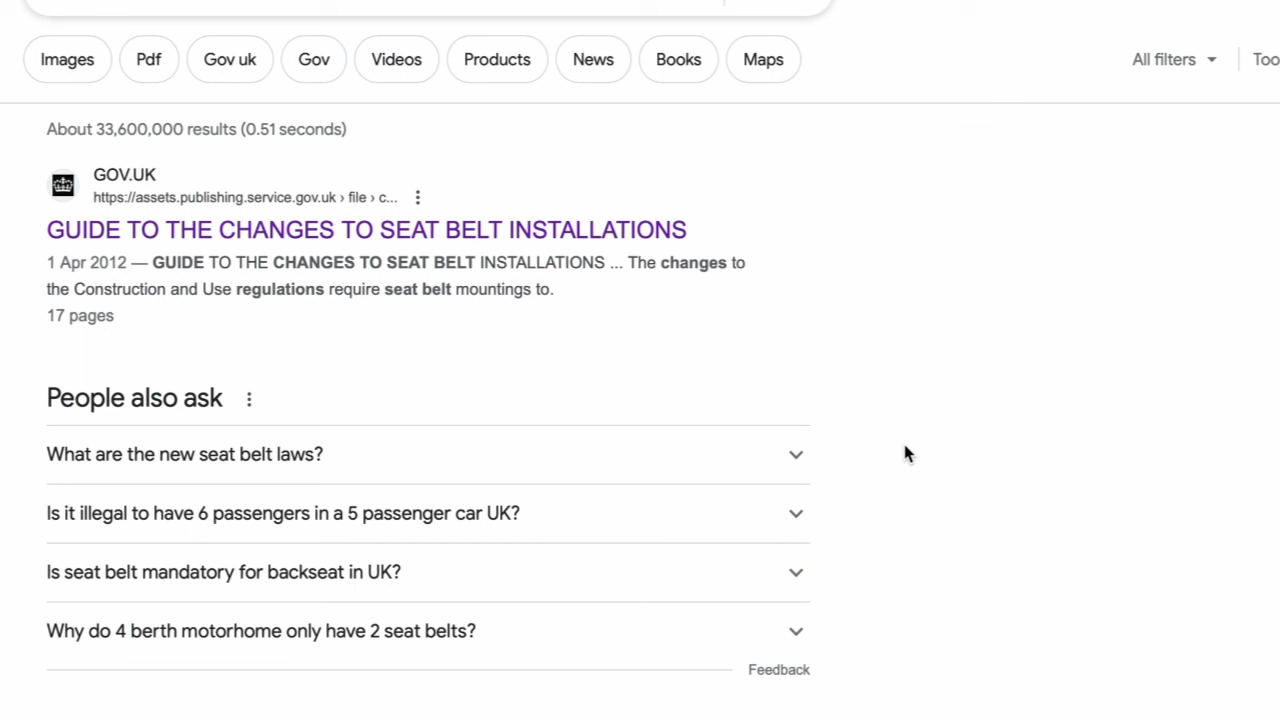 Images Pdf Gov uk Gov Videos Products News Books Maps All filters Too
About 33,600,000 results (0.51 seconds)
GOV.UK
https://assets.publishing.service.gov.uk › file › c...
GUIDE TO THE CHANGES TO SEAT BELT INSTALLATIONS
1 Apr 2012 — GUIDE TO THE CHANGES TO SEAT BELT INSTALLATIONS ... The changes to
the Construction and Use regulations require seat belt mountings to.
17 pages
People also ask
What are the new seat belt laws?
Is it illegal to have 6 passengers in a 5 passenger car UK?
Is seat belt mandatory for backseat in UK?
Why do 4 berth motorhome only have 2 seat belts?
Feedback